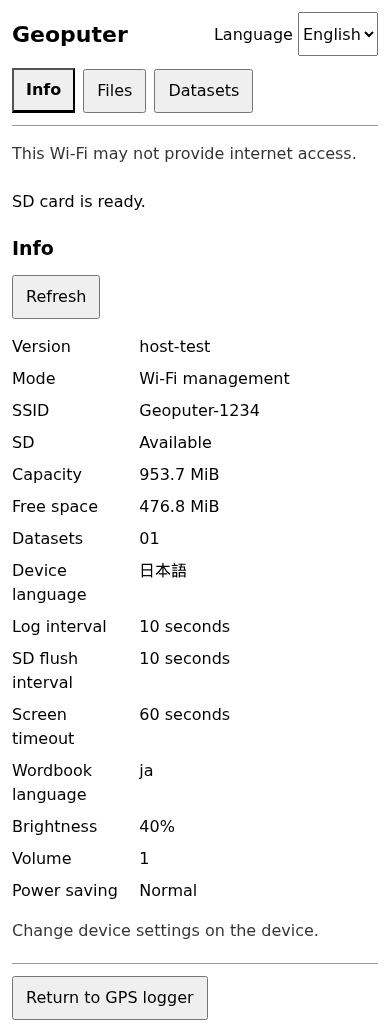 Geoputer Language English
Info Files Datasets
This Wi-Fi may not provide internet access.
SD card is ready.
Info
Refresh
Version host-test
Mode Wi-Fi management
SSID Geoputer-1234
SD Available
Capacity 953.7 MiB
Free space 476.8 MiB
Datasets 01
Device 日本語
language
Log interval 10 seconds
SD flush 10 seconds
interval
Screen 60 seconds
timeout
Wordbook ja
language
Brightness 40%
Volume 1
Power saving Normal
Change device settings on the device.
Return to GPS logger